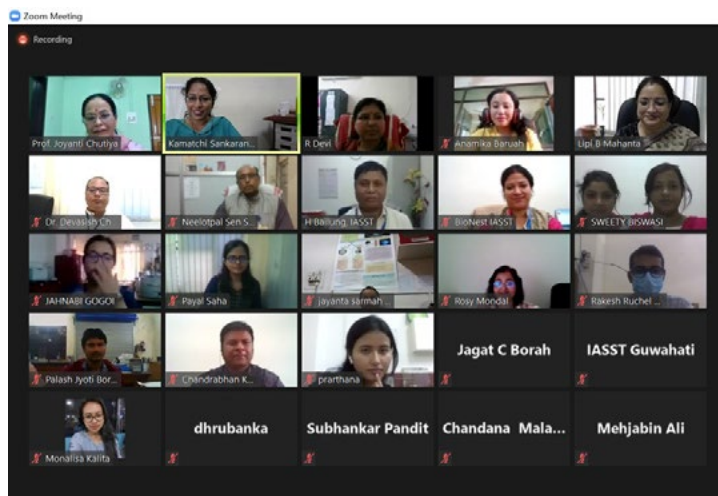 Zoom Meeting
Recording
Prof. Joyanti Chutiya
Kamatchi Sankaran...
R Devi
Anamika Baruah
Lipi B Mahanta
Dr. Devasish Ch
Neelotpal Sen S...
H Bailung, IASST
BioNest IASST
SWEETY BISWASI
JAHNABI GOGOI
Payal Saha
jayanta sarmah ...
Rosy Mondal
Rakesh Ruchel ...
Palash Jyoti Bor...
Chandrabhan K...
prarthana
Jagat C Borah
IASST Guwahati
Monalisa Kalita
dhrubanka
Subhankar Pandit
Chandana Mala...
Mehjabin Ali